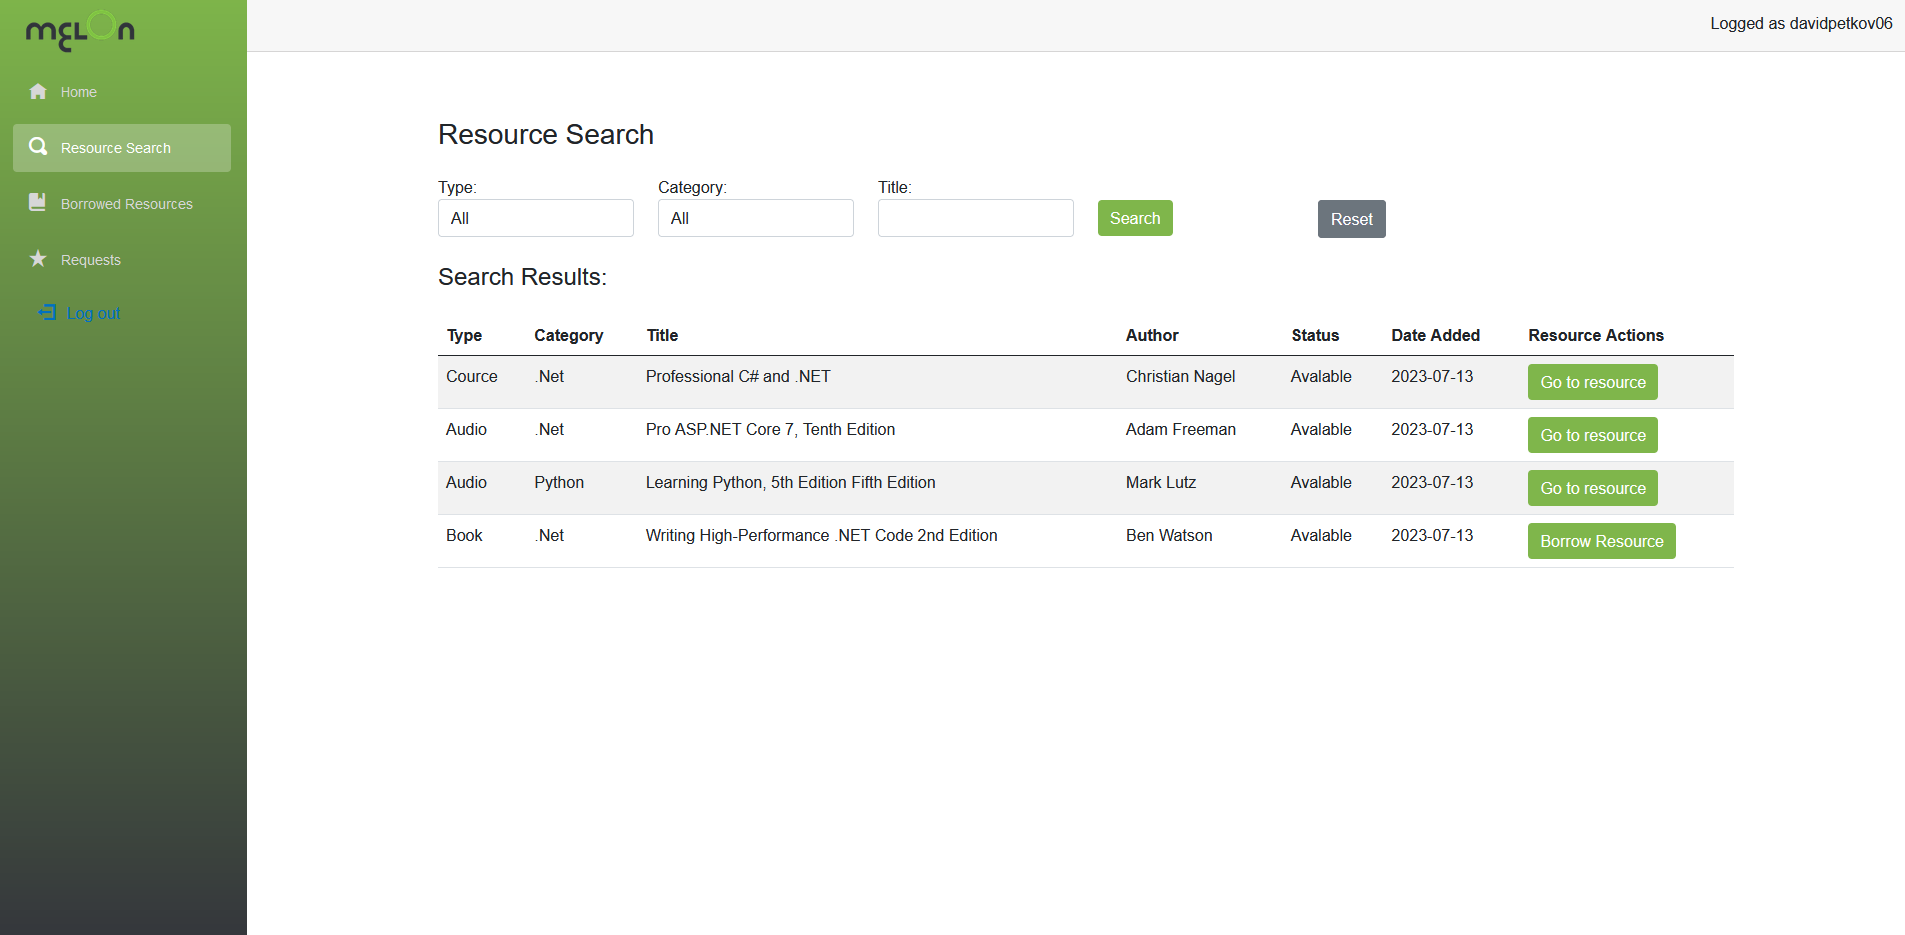 melon
Logged as davidpetkov06
Home
Resource Search
Borrowed Resources
Requests
Log out
Resource Search
Type: Category: Title:
All All Search Reset
Search Results:
Type Category Title Author Status Date Added Resource Actions
Cource .Net Professional C# and .NET Christian Nagel Avalable 2023-07-13 Go to resource
Audio .Net Pro ASP.NET Core 7, Tenth Edition Adam Freeman Avalable 2023-07-13 Go to resource
Audio Python Learning Python, 5th Edition Fifth Edition Mark Lutz Avalable 2023-07-13 Go to resource
Book .Net Writing High-Performance .NET Code 2nd Edition Ben Watson Available 2023-07-13 Borrow Resource